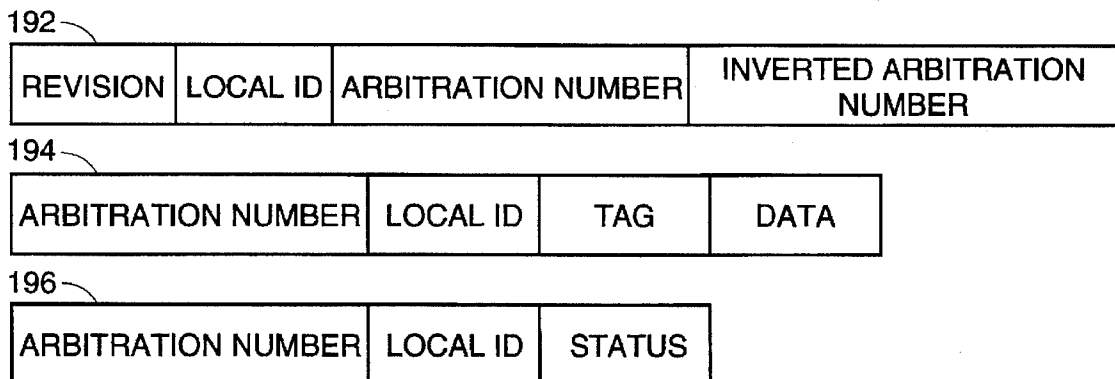 192
REVISION LOCAL ID ARBITRATION NUMBER INVERTED ARBITRATION NUMBER
194
ARBITRATION NUMBER LOCAL ID TAG DATA
196
ARBITRATION NUMBER LOCAL ID STATUS